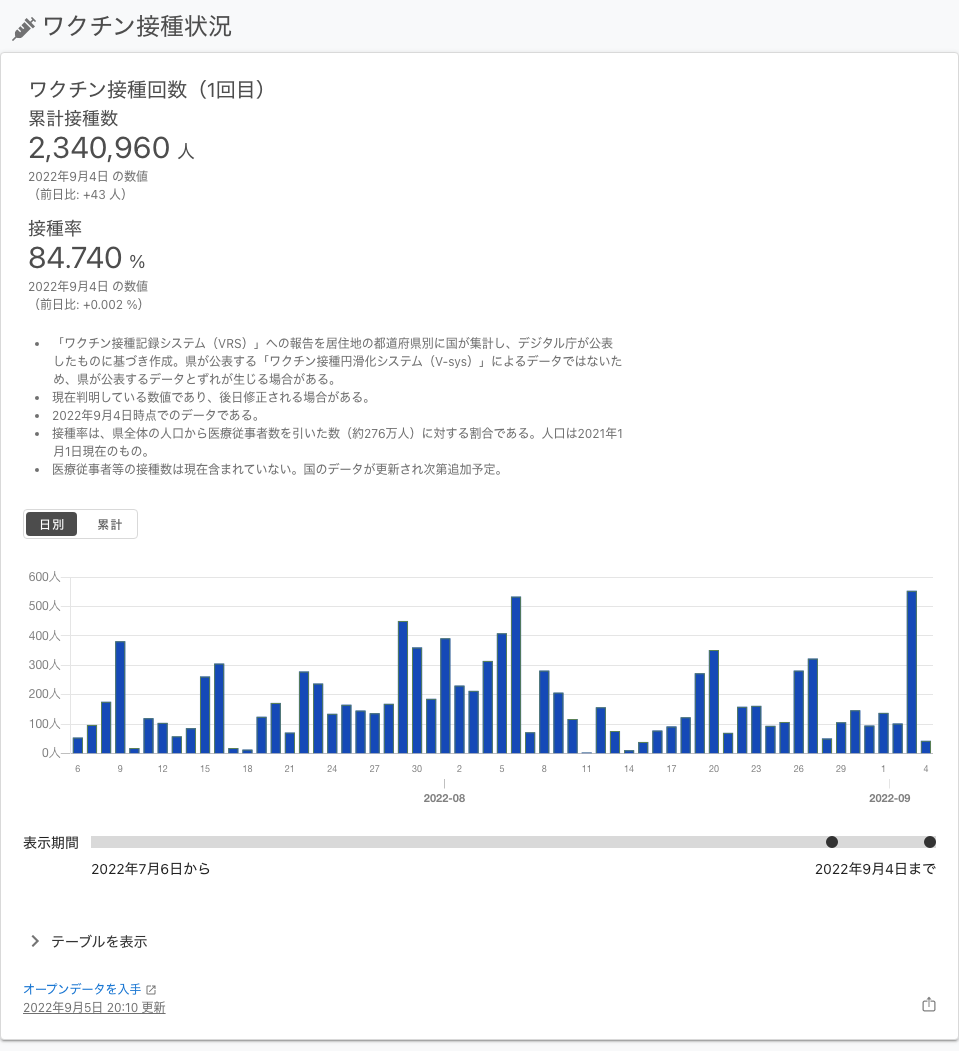 ワクチン接種状況
ワクチン接種回数（1回目）
累計接種数
2,340,960 人
2022年9月4日 の数値
（前日比: +43 人）
接種率
84.740 %
2022年9月4日 の数値
（前日比: +0.002 %）
• 「ワクチン接種記録システム（VRS）」への報告を居住地の都道府県別に国が集計し、デジタル庁が公表
したものに基づき作成。県が公表する「ワクチン接種円滑化システム（V-sys）」によるデータではないた
め、県が公表するデータとずれが生じる場合がある。
• 現在判明している数値であり、後日修正される場合がある。
• 2022年9月4日時点でのデータである。
• 接種率は、県全体の人口から医療従事者数を引いた数（約276万人）に対する割合である。人口は2021年1
月1日現在のもの。
• 医療従事者等の接種数は現在含まれていない。国のデータが更新され次第追加予定。
日別 累計
600人
500人
400人
300人
200人
100人
0人
6 9 12 15 18 21 24 27 30 2 5 8 11 14 17 20 23 26 29 1 4
2022-08 2022-09
表示期間
2022年7月6日から 2022年9月4日まで
テーブルを表示
オープンデータを入手
2022年9月5日 20:10 更新